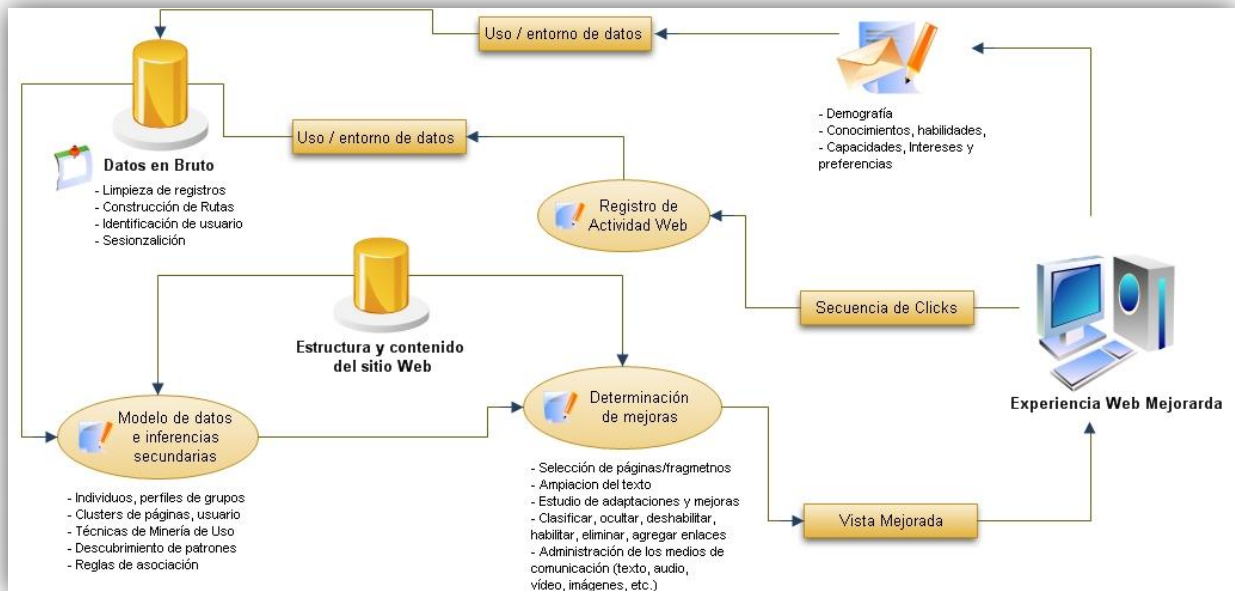 Uso / entorno de datos
- Demografía
- Conocimientos, habilidades,
- Capacidades, Intereses y
preferencias
Uso / entorno de datos
Datos en Bruto
- Limpieza de registros
- Construcción de Rutas
- Identificación de usuario
- Sesionzalición
Registro de
Actividad Web
Secuencia de Clicks
Experiencia Web Mejorarda
Estructura y contenido
del sitio Web
Modelo de datos
e inferencias
secundarias
- Individuos, perfiles de grupos
- Clusters de páginas, usuario
- Técnicas de Minería de Uso
- Descubrimiento de patrones
- Reglas de asociación
Determinación
de mejoras
- Selección de páginas/fragmetnos
- Ampiacion del texto
- Estudio de adaptaciones y mejoras
- Clasificar, ocultar, deshabilitar,
habilitar, eliminar, agregar enlaces
- Administración de los medios de
comunicación (texto, audio,
vídeo, imágenes, etc.)
Vista Mejorada